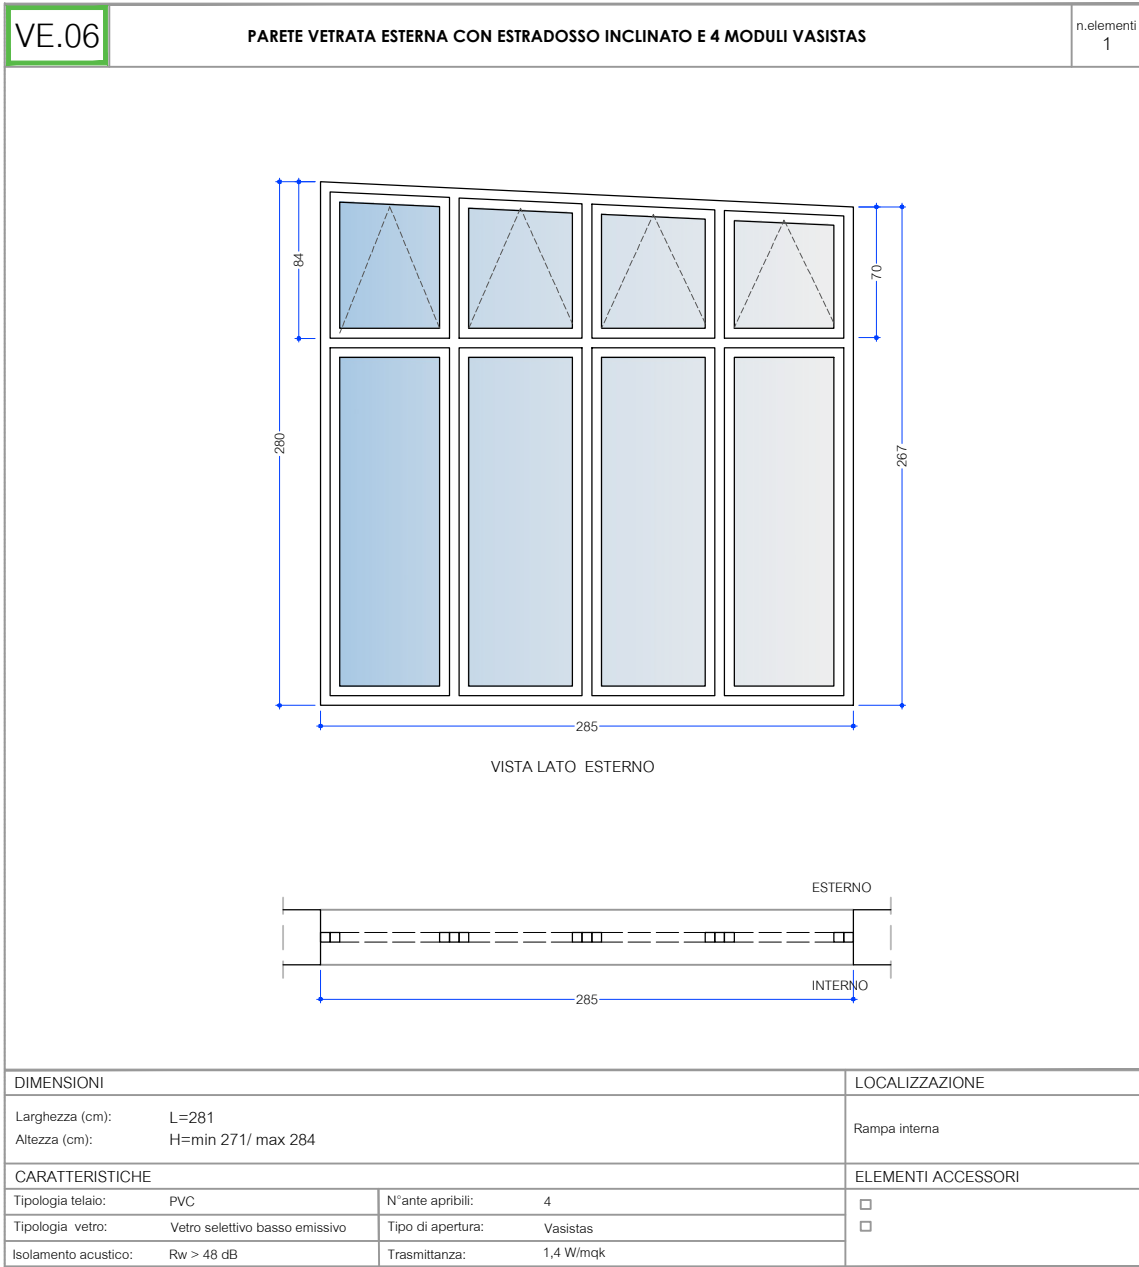 VE.06
PARETE VETRATA ESTERNA CON ESTRADOSSO INCLINATO E 4 MODULI VASISTAS
n.elementi
1
84
70
280
267
285
VISTA LATO ESTERNO
ESTERNO
INTERNO
285
DIMENSIONI
LOCALIZZAZIONE
Larghezza (cm): L=281
Altezza (cm): H=min 271/ max 284
Rampa interna
CARATTERISTICHE
ELEMENTI ACCESSORI
Tipologia telaio: PVC N°ante apribili: 4
Tipologia vetro: Vetro selettivo basso emissivo Tipo di apertura: Vasistas
Isolamento acustico: Rw > 48 dB Trasmittanza: 1,4 W/mqk